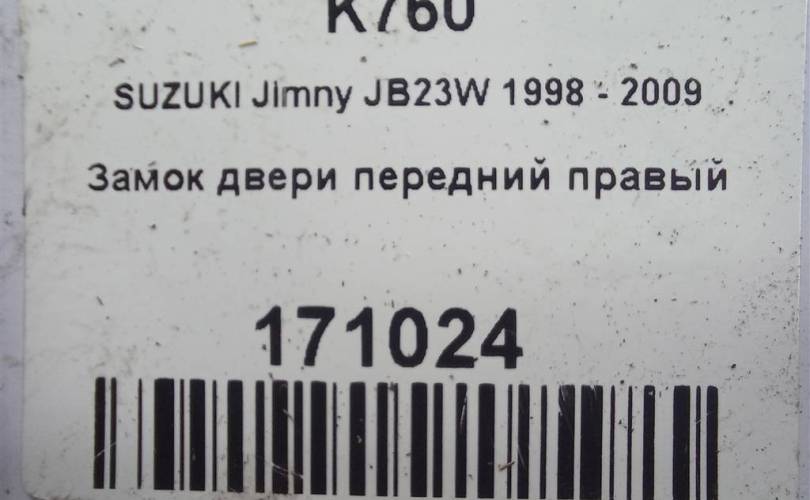 K760
SUZUKI Jimny JB23W 1998 - 2009
Замок двери передний правый
171024